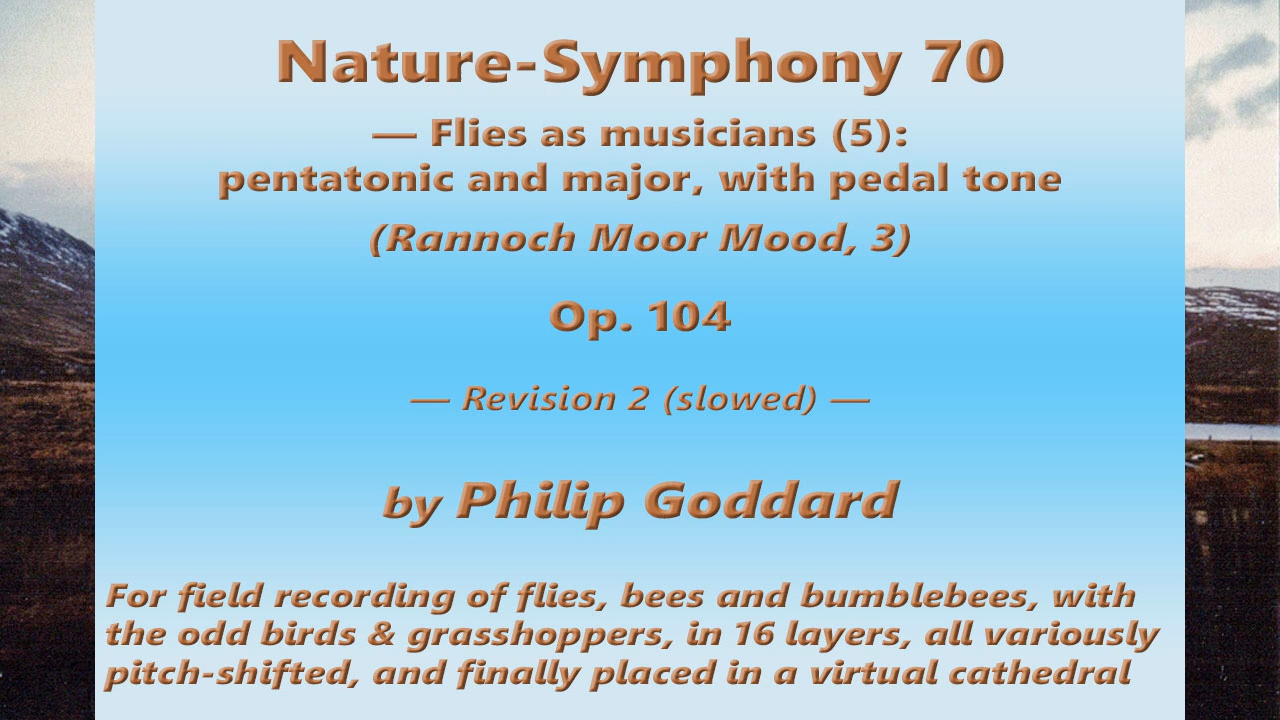 Nature-Symphony 70
— Flies as musicians (5):
pentatonic and major, with pedal tone
(Rannoch Moor Mood, 3)
Op. 104
— Revision 2 (slowed) —
by Philip Goddard
For field recording of flies, bees and bumblebees, with
the odd birds & grasshoppers, in 16 layers, all variously
pitch-shifted, and finally placed in a virtual cathedral